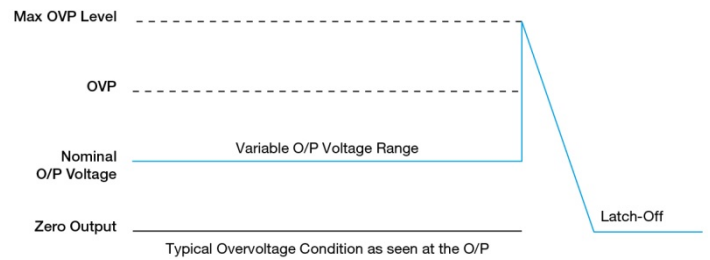 Max OVP Level
OVP
Variable O/P Voltage Range
Nominal
O/P Voltage
Latch-Off
Zero Output
Typical Overvoltage Condition as seen at the O/P